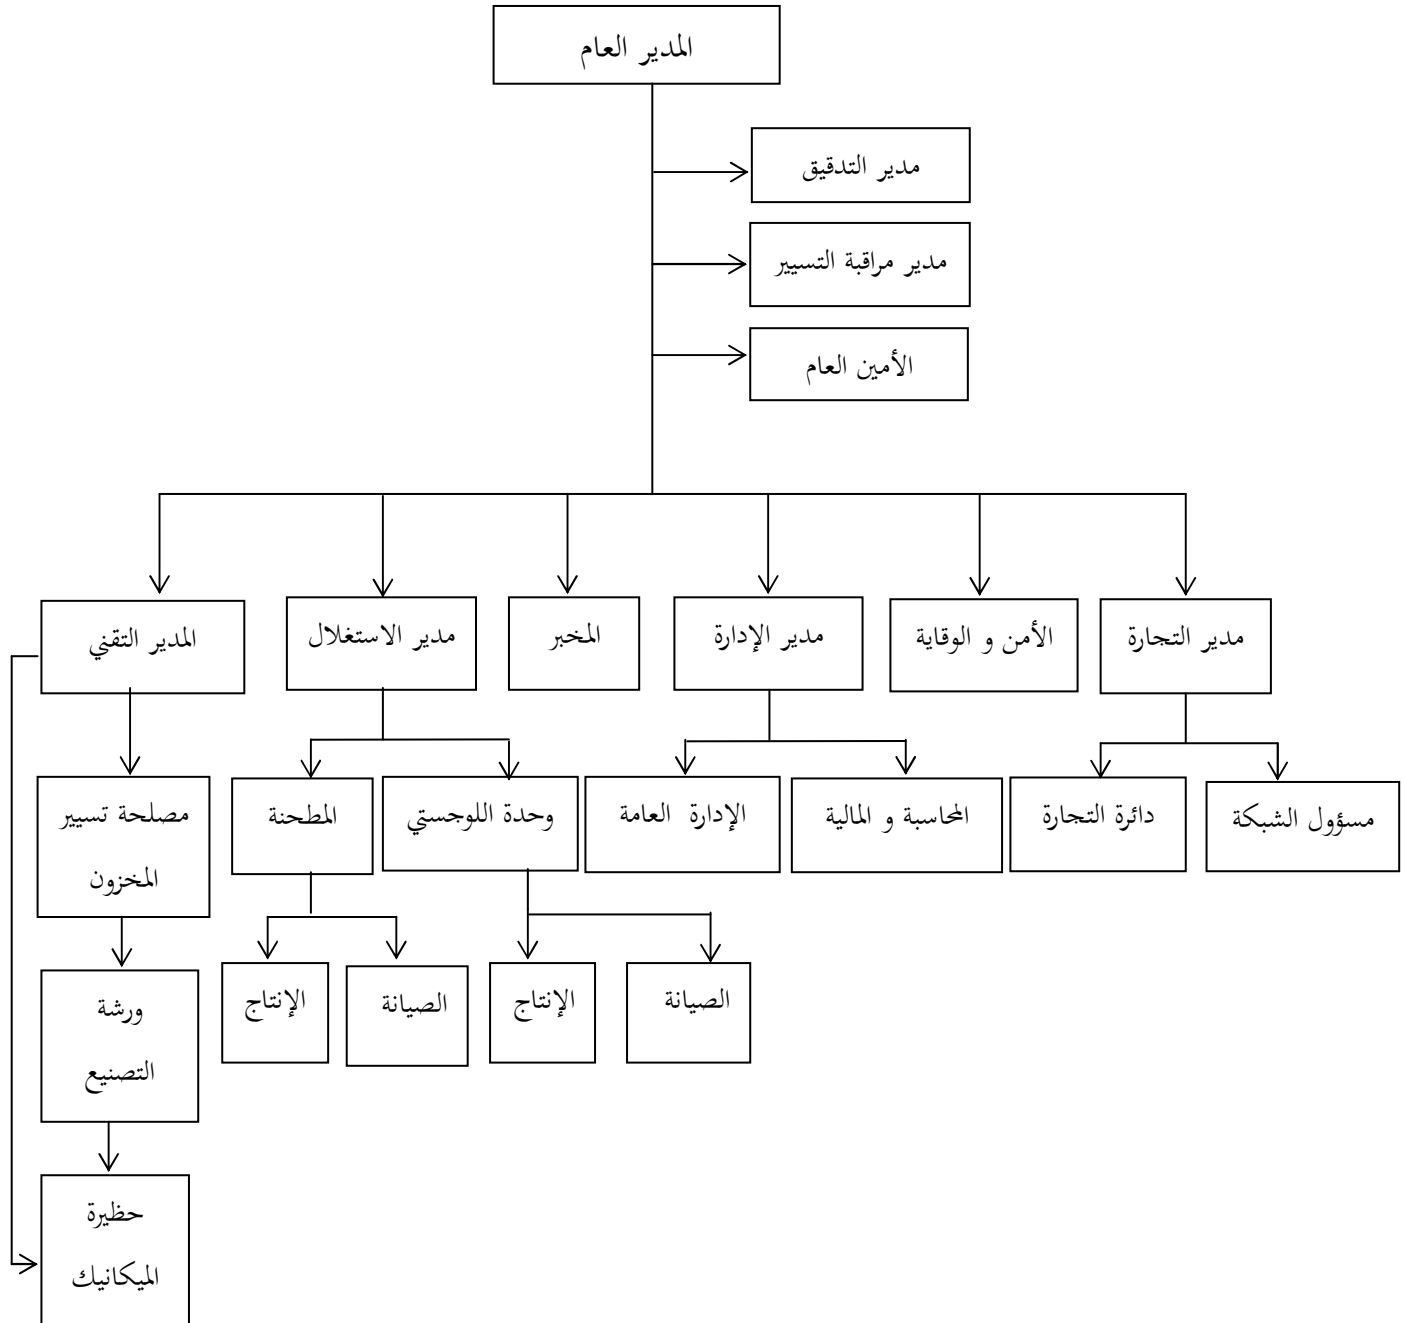 المدير العام
مدير التدقيق
مدير مراقبة التسيير
الأمين العام
مدير التجارة
الأمن و الوقاية
مدير الإدارة
المخبر
مدير الاستغلال
المدير التقني
مسؤول الشبكة
دائرة التجارة
المحاسبة و المالية
الإدارة العامة
وحدة اللوجستي
المطحنة
مصلحة تسيير
المخزون
الصيانة
الإنتاج
الصيانة
الإنتاج
ورشة
التصنيع
حظيرة
الميكانيك